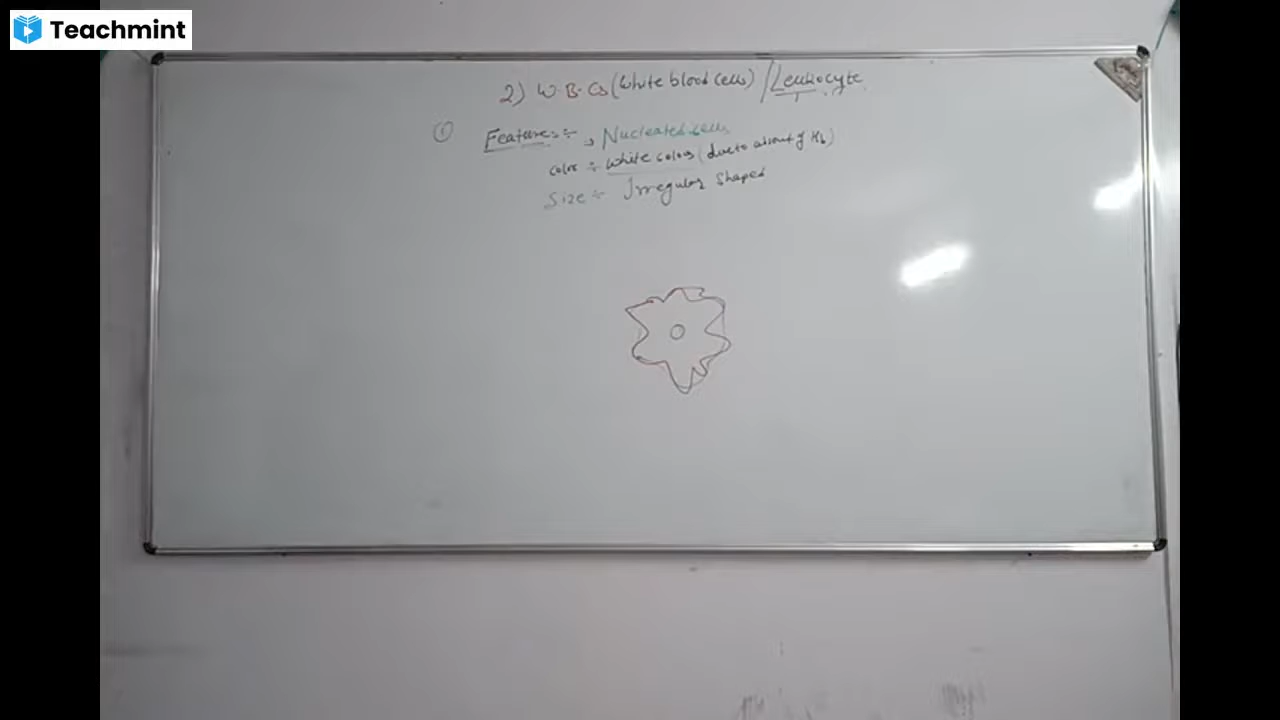 Teachmint
2) W.B.Cs (White blood cells) / Leukocyte
① Features :- → Nucleated cells
Color :- White colour (due to absent of Hb)
Size :- Irregular Shaped